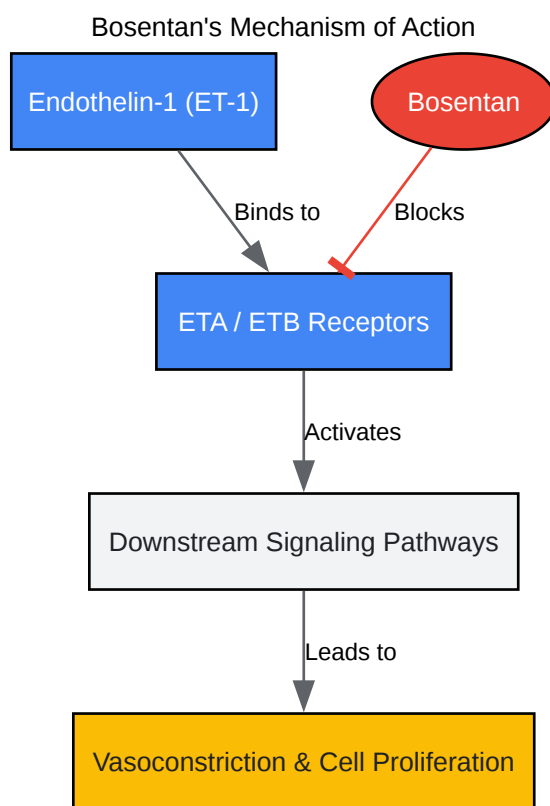 Bosentan's Mechanism of Action
Endothelin-1 (ET-1)
Bosentan
Binds to
Blocks
ETA / ETB Receptors
Activates
Downstream Signaling Pathways
Leads to
Vasoconstriction & Cell Proliferation